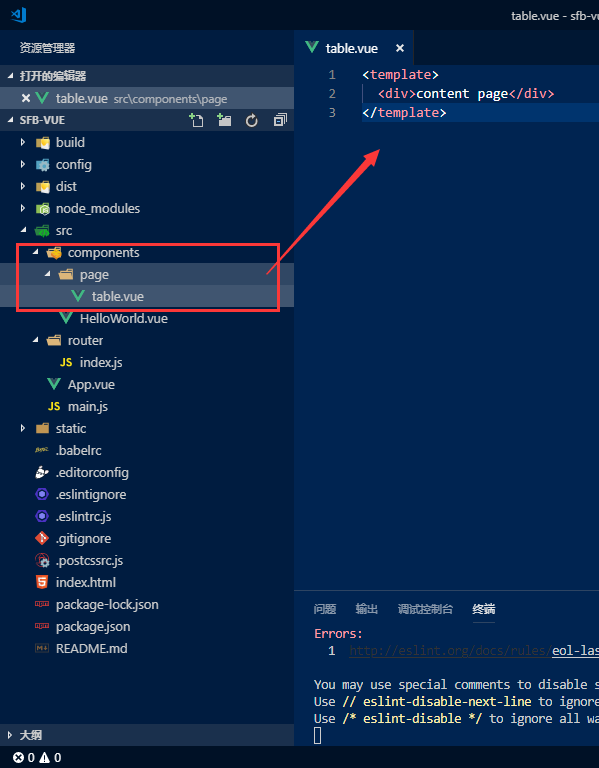 table.vue - sfb-vu
资源管理器
打开的编辑器
table.vue src\components\page
SFB-VUE
build
config
dist
node_modules
src
components
page
table.vue
HelloWorld.vue
router
JS index.js
App.vue
JS main.js
static
.babelrc
.editorconfig
.eslintignore
.eslintrc.js
.gitignore
.postcssrc.js
index.html
package-lock.json
package.json
README.md
大纲
0 0
table.vue
1 <template>
2 <div>content page</div>
3 </template>
问题 输出 调试控制台 终端
Errors:
1 http://eslint.org/docs/rules/eol-las
You may use special comments to disable s
Use // eslint-disable-next-line to ignore
Use /* eslint-disable */ to ignore all wa